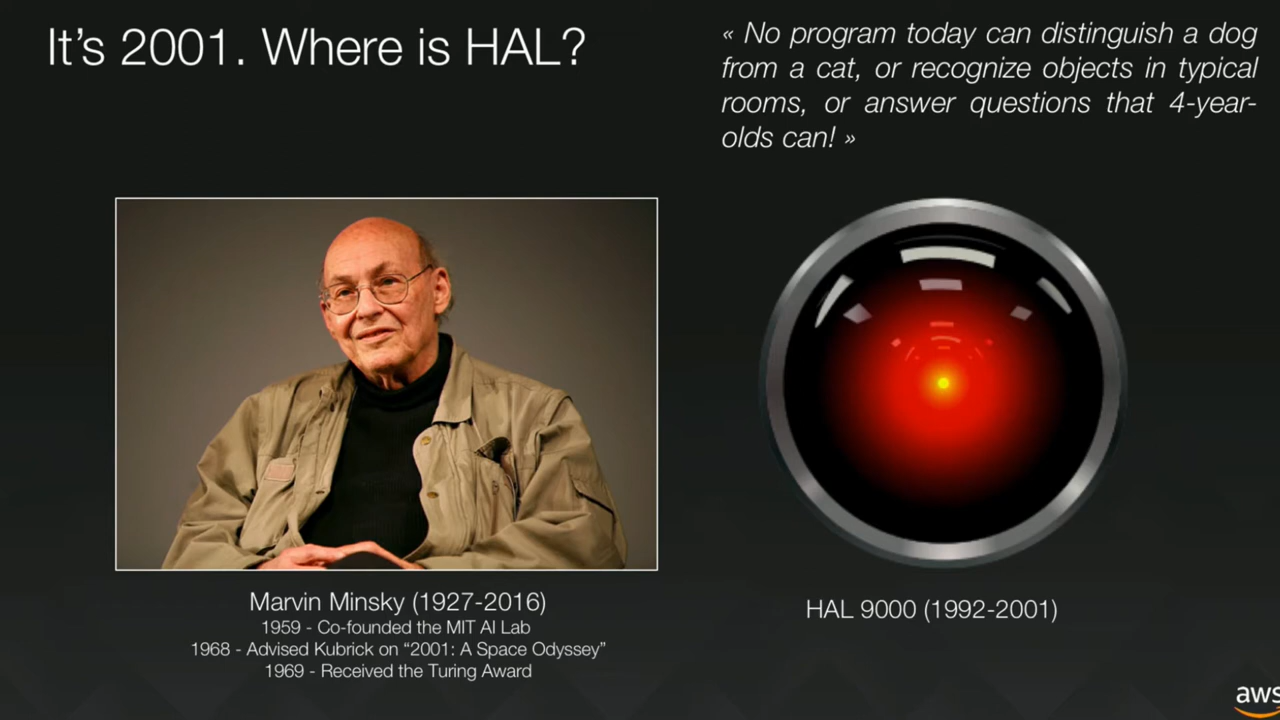 It's 2001. Where is HAL?
« No program today can distinguish a dog
from a cat, or recognize objects in typical
rooms, or answer questions that 4-year-
olds can! »
Marvin Minsky (1927-2016)
1959 - Co-founded the MIT AI Lab
1968 - Advised Kubrick on “2001: A Space Odyssey”
1969 - Received the Turing Award
HAL 9000 (1992-2001)
aws